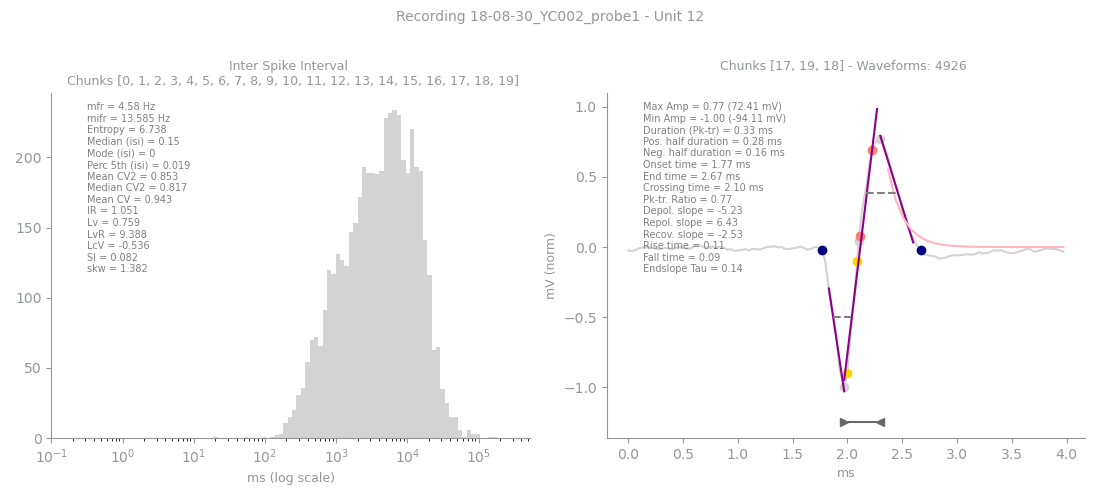 Recording 18-08-30_YC002_probe1 - Unit 12
Inter Spike Interval
Chunks [0, 1, 2, 3, 4, 5, 6, 7, 8, 9, 10, 11, 12, 13, 14, 15, 16, 17, 18, 19]
mfr = 4.58 Hz
mifr = 13.585 Hz
Entropy = 6.738
Median (isi) = 0.15
Mode (isi) = 0
Perc 5th (isi) = 0.019
Mean CV2 = 0.853
Median CV2 = 0.817
Mean CV = 0.943
IR = 1.051
Lv = 0.759
LvR = 9.388
LcV = -0.536
SI = 0.082
skw = 1.382
200
150
100
50
0
10⁻¹ 10⁰ 10¹ 10² 10³ 10⁴ 10⁵
ms (log scale)
Chunks [17, 19, 18] - Waveforms: 4926
Max Amp = 0.77 (72.41 mV)
Min Amp = -1.00 (-94.11 mV)
Duration (Pk-tr) = 0.33 ms
Pos. half duration = 0.28 ms
Neg. half duration = 0.16 ms
Onset time = 1.77 ms
End time = 2.67 ms
Crossing time = 2.10 ms
Pk-tr. Ratio = 0.77
Depol. slope = -5.23
Repol. slope = 6.43
Recov. slope = -2.53
Rise time = 0.11
Fall time = 0.09
Endslope Tau = 0.14
mV (norm)
1.0
0.5
0.0
−0.5
−1.0
0.0 0.5 1.0 1.5 2.0 2.5 3.0 3.5 4.0
ms